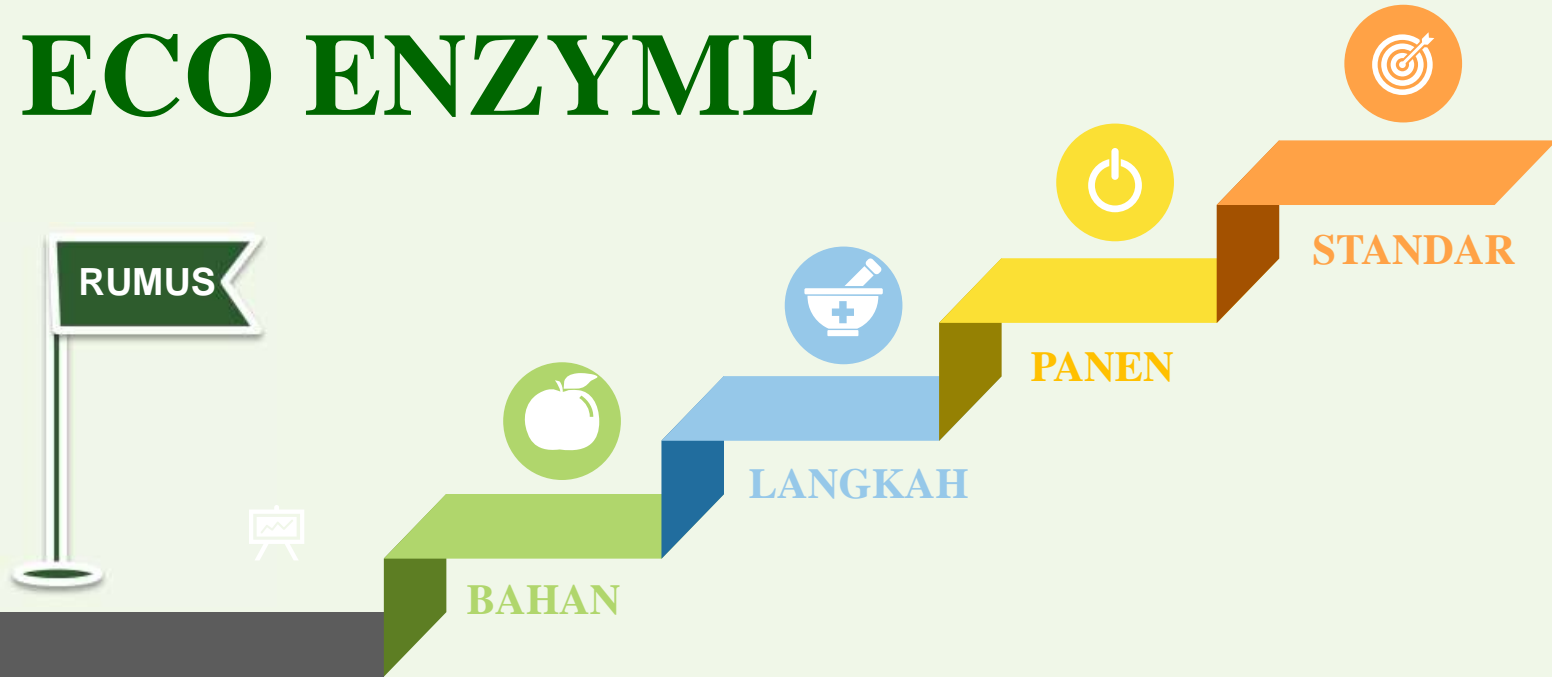 ECO ENZYME
RUMUS
BAHAN
LANGKAH
PANEN
STANDAR